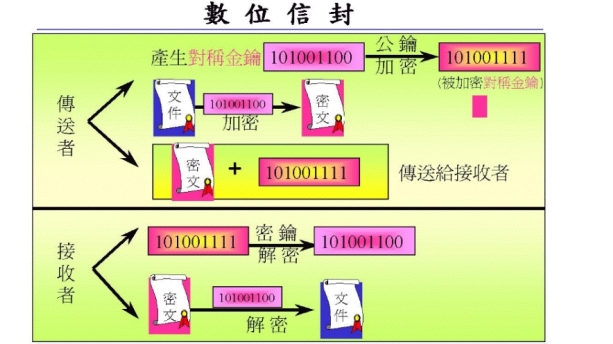 數位信封
產生對稱金鑰 101001100 公鑰 101001111
加密
(被加密對稱金鑰)
文件 101001100 密文
加密
傳送者
密文 + 101001111 傳送給接收者
101001111 密鑰 101001100
解密
接收者
密文 101001100 文件
解密